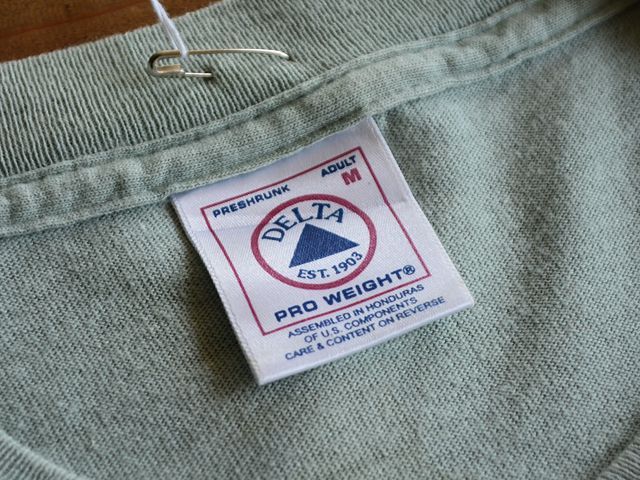 PRESHRUNK ADULT M
DELTA
EST. 1903
PRO WEIGHT®
ASSEMBLED IN HONDURAS
OF U.S. COMPONENTS
CARE & CONTENT ON REVERSE